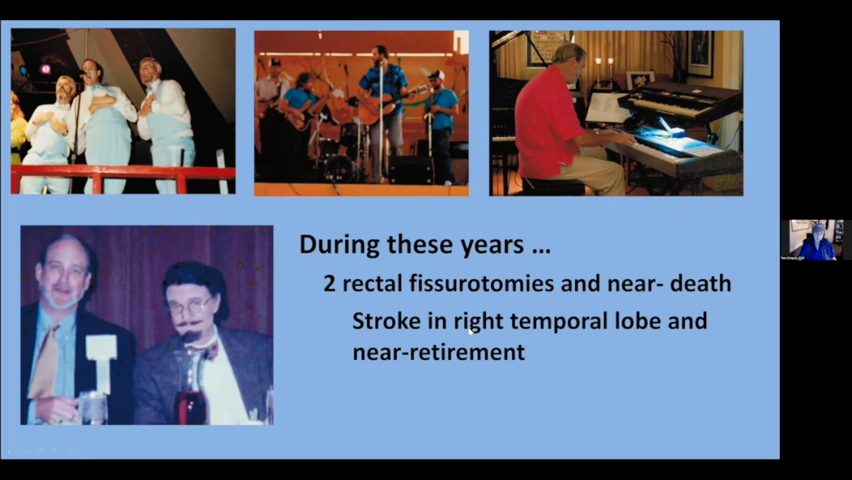 During these years ...
2 rectal fissurotomies and near- death
Stroke in right temporal lobe and
near-retirement